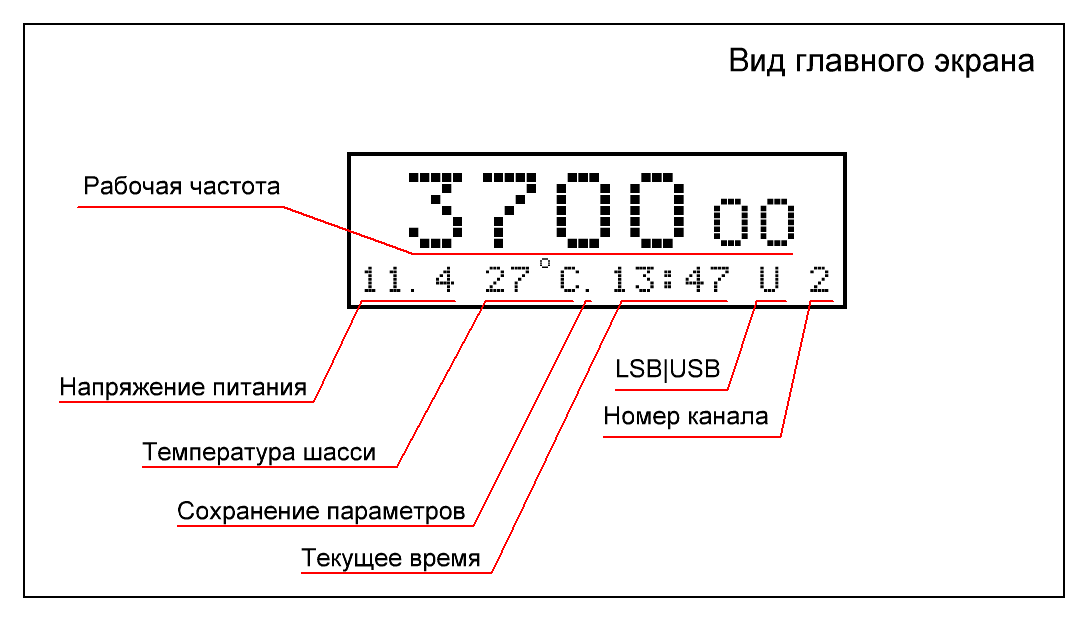 Вид главного экрана
Рабочая частота
3700 00
11.4 27°C. 13:47 U 2
LSB|USB
Напряжение питания
Номер канала
Температура шасси
Сохранение параметров
Текущее время